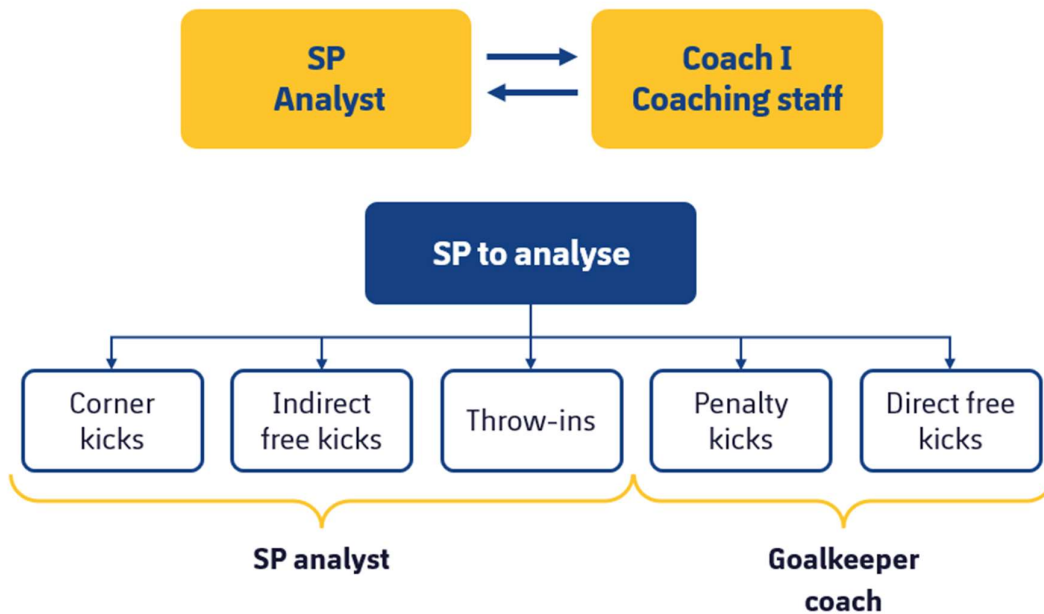 SP
Analyst
Coach I
Coaching staff
SP to analyse
Corner
kicks
Indirect
free kicks
Throw-ins
Penalty
kicks
Direct free
kicks
SP analyst
Goalkeeper
coach